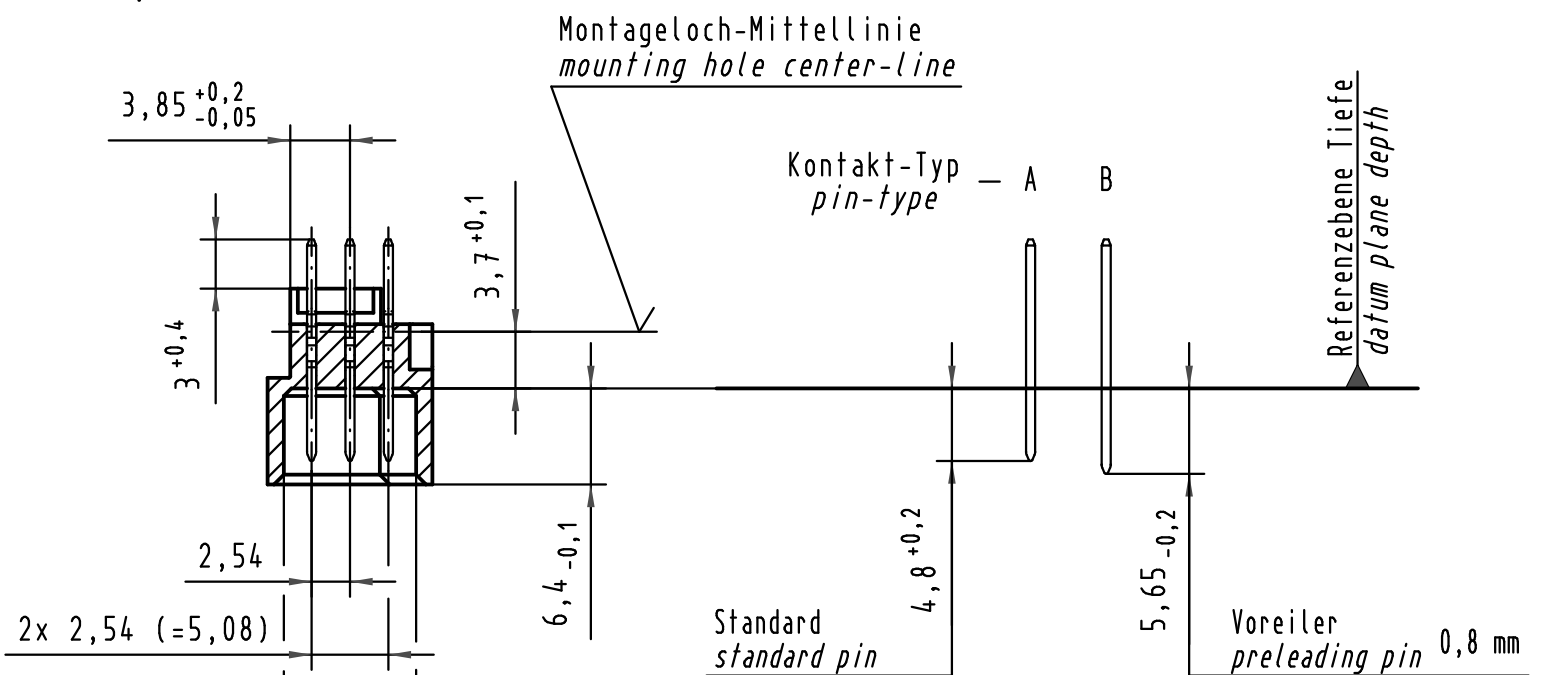 Montageloch-Mittellinie
mounting hole center-line
3,85 +0,2 -0,05
Kontakt-Typ
pin-type
— A B
Referenzebene Tiefe
datum plane depth
3,7 +0,1
3 +0,4
2,54
2x 2,54 (=5,08)
6,4 -0,1
4,8 +0,2
5,65 -0,2
Standard
standard pin
Voreiler
preleading pin 0,8 mm